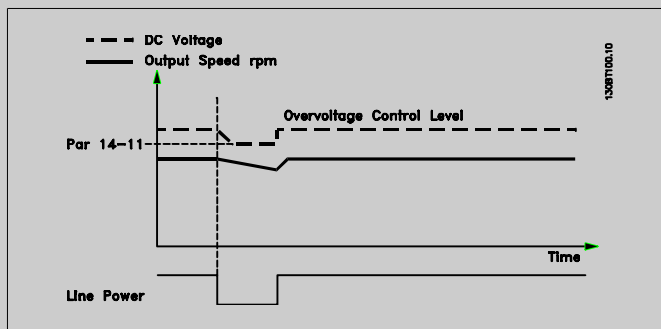 DC Voltage
Output Speed rpm
130BT100.10
Overvoltage Control Level
Par 14-11
Time
Line Power